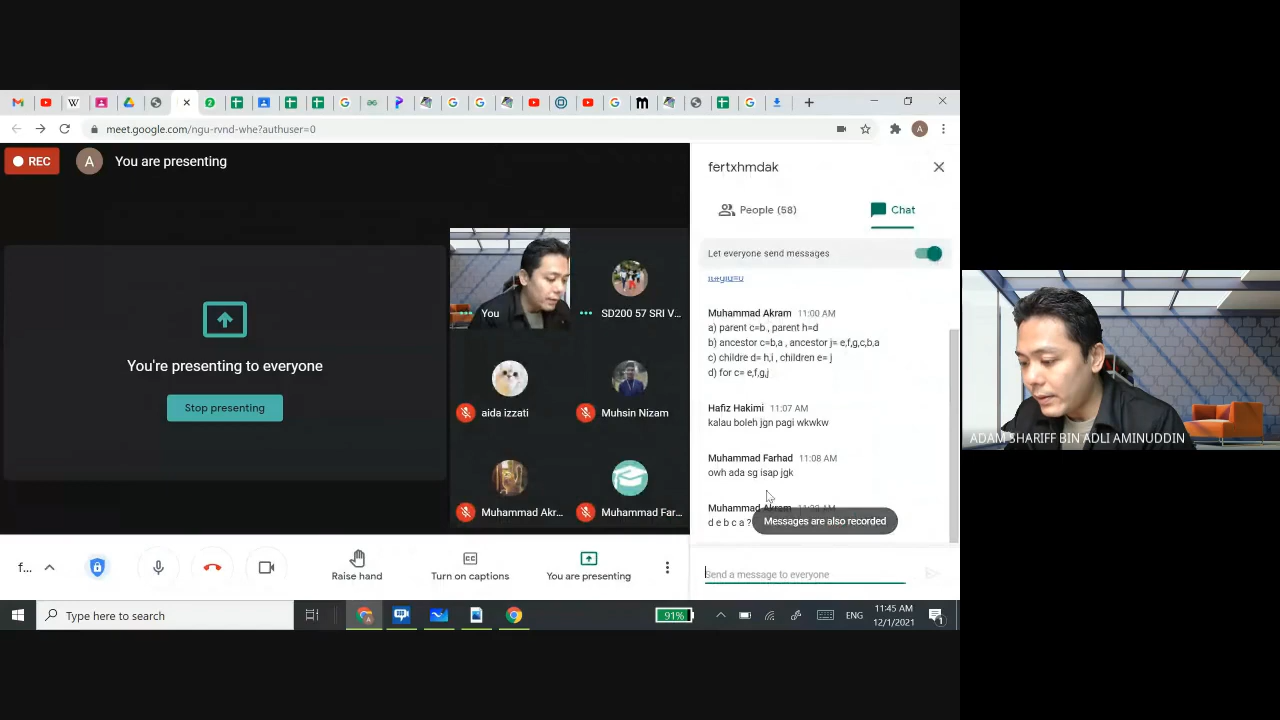 meet.google.com/ngu-rvnd-whe?authuser=0
REC
A
You are presenting
A
You're presenting to everyone
Stop presenting
You
SD200 57 SRI V...
aida izzati
Muhsin Nizam
Muhammad Akr...
Muhammad Far...
fertxhmdak
People (58)
Chat
Let everyone send messages
it#gid=0
Muhammad Akram 11:00 AM
a) parent c=b , parent h=d
b) ancestor c=b,a , ancestor j= e,f,g,c,b,a
c) childre d= h,i , children e= j
d) for c= e,f,g,j
Hafiz Hakimi 11:07 AM
kalau boleh jgn pagi wkwkw
Muhammad Farhad 11:08 AM
owh ada sg isap jgk
Muhammad Akram
d e b c a ?
Messages are also recorded
Send a message to everyone
f...
Raise hand
Turn on captions
You are presenting
Type here to search
91%
ENG
11:45 AM
12/1/2021
ADAM SHARIFF BIN ADLI AMINUDDIN